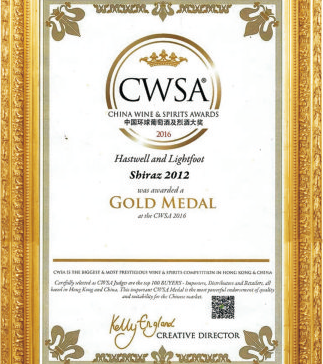 CWSA®
CHINA WINE & SPIRITS AWARDS
中国环球葡萄酒及烈酒大奖
2016
Hastwell and Lightfoot
Shiraz 2012
was awarded a
GOLD MEDAL
at the CWSA 2016
CWSA IS THE BIGGEST & MOST PRESTIGIOUS WINE & SPIRITS COMPETITION IN HONG KONG & CHINA
Carefully selected as CWSA Judges are the top 100 BUYERS - Importers, Distributors and Retailers, all
based in Hong Kong and China. This important CWSA Medal is the most powerful endorsement of quality
and suitability for the Chinese market.
Kelly England
CREATIVE DIRECTOR